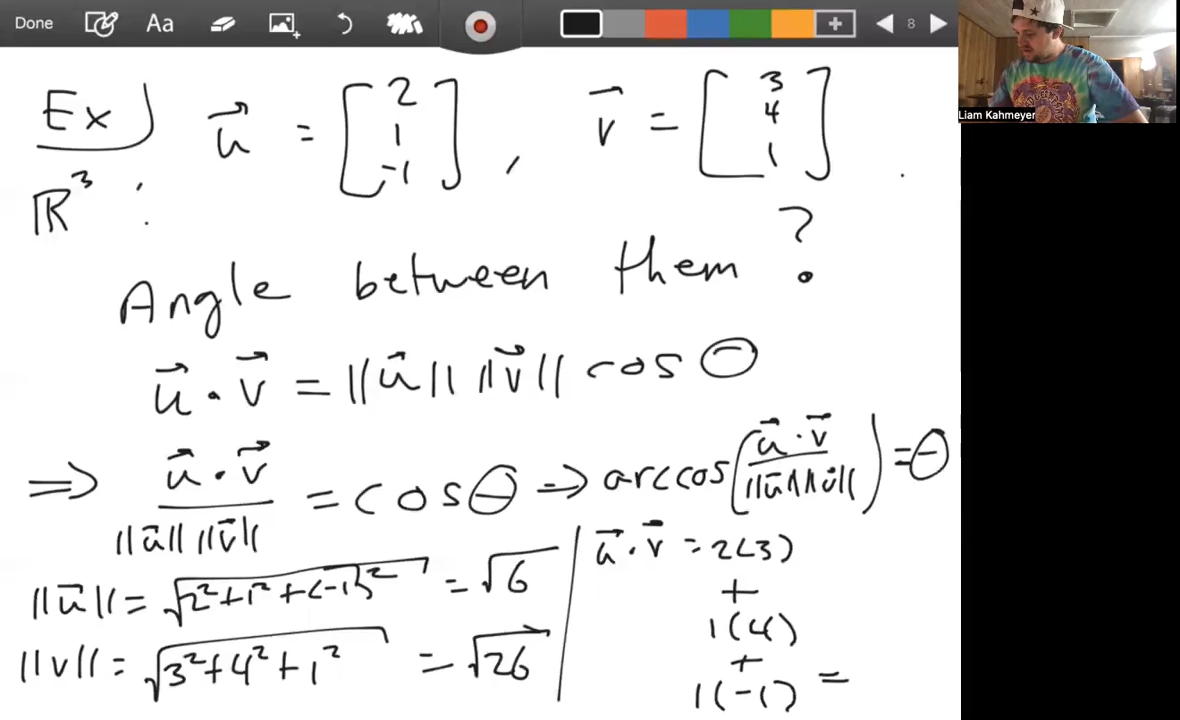 Done Aa 8
Liam Kahmeyer
Ex) u⃗ = [2 1 -1], v⃗ = [3 4 1].
ℝ³:
Angle between them?
u⃗ · v⃗ = ||u⃗|| ||v⃗|| cos θ
⇒ u⃗ · v⃗ / ||u⃗|| ||v⃗|| = cos θ ⇒ arccos(u⃗ · v⃗ / ||u⃗|| ||v⃗||) = θ
||u⃗|| = √(2² + 1² + (-1)²) = √6
||v|| = √(3² + 4² + 1²) = √26
u⃗ · v⃗ = 2(3)
+
1(4)
+
1(-1) =